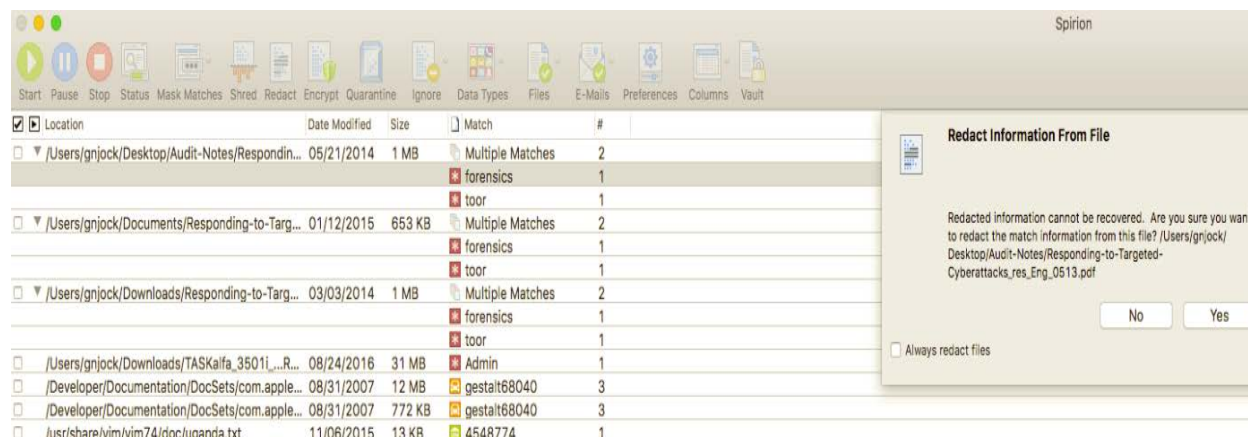 Spirion
Start Pause Stop Status Mask Matches Shred Redact Encrypt Quarantine Ignore Data Types Files E-Mails Preferences Columns Vault
Location Date Modified Size Match #
/Users/gnjock/Desktop/Audit-Notes/Respondin... 05/21/2014 1 MB Multiple Matches 2
forensics 1
toor 1
/Users/gnjock/Documents/Responding-to-Targ... 01/12/2015 653 KB Multiple Matches 2
forensics 1
toor 1
/Users/gnjock/Downloads/Responding-to-Targ... 03/03/2014 1 MB Multiple Matches 2
forensics 1
toor 1
/Users/gnjock/Downloads/TASKalfa_3501i_...R... 08/24/2016 31 MB Admin 1
/Developer/Documentation/DocSets/com.apple... 08/31/2007 12 MB gestalt68040 3
/Developer/Documentation/DocSets/com.apple... 08/31/2007 772 KB gestalt68040 3
/usr/share/vim/vim74/doc/uganda.txt 11/06/2015 13 KB 4548774 1
Redact Information From File
Redacted information cannot be recovered. Are you sure you wan
to redact the match information from this file? /Users/gnjock/
Desktop/Audit-Notes/Responding-to-Targeted-
Cyberattacks_res_Eng_0513.pdf
No Yes
Always redact files